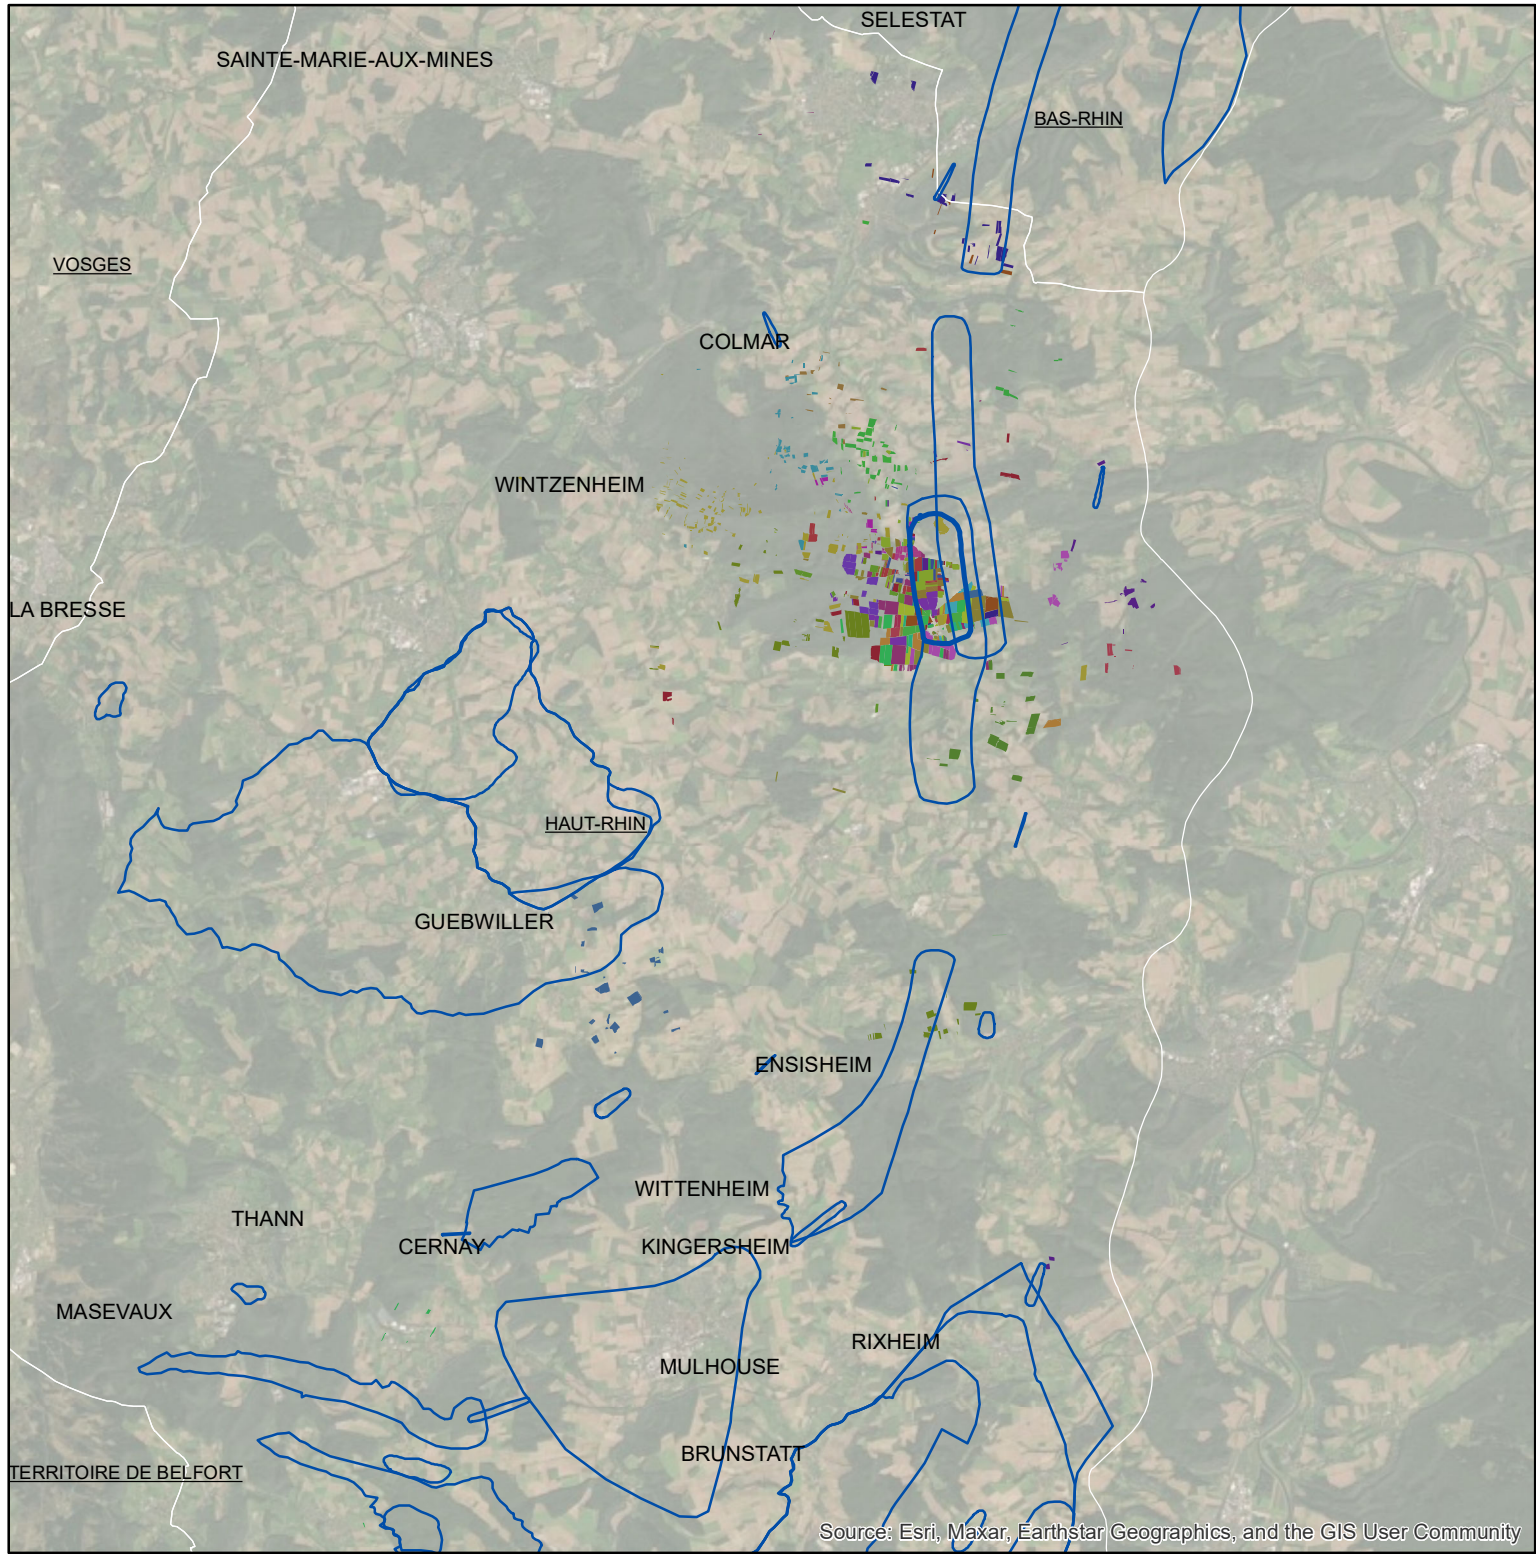 SELESTAT
SAINTE-MARIE-AUX-MINES
BAS-RHIN
VOSGES
COLMAR
WINTZENHEIM
LA BRESSE
HAUT-RHIN
GUEBWILLER
ENSISHEIM
WITTENHEIM
THANN
CERNAY
KINGERSHEIM
MASEVAUX
RIXHEIM
MULHOUSE
BRUNSTATT
TERRITOIRE DE BELFORT
Source: Esri, Maxar, Earthstar Geographics, and the GIS User Community